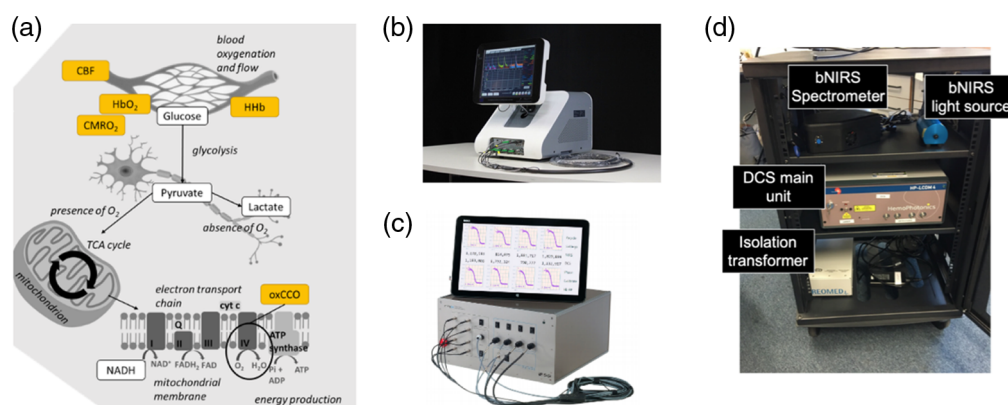 (a)
blood
oxygenation
and flow
CBF
HbO₂
HHb
CMRO₂
Glucose
glycolysis
Pyruvate
Lactate
presence of O₂
absence of O₂
TCA cycle
mitochondrion
electron transport
chain
cyt c
oxCCO
Q
I
II
III
IV
ATP
synthase
NADH
NAD⁺
FADH₂
FAD
O₂
H₂O
Pi +
ADP
ATP
mitochondrial
membrane
energy production
(b)
(c)
(d)
bNIRS
Spectrometer
bNIRS
light source
DCS main
unit
HemoPhotonics
Isolation
transformer